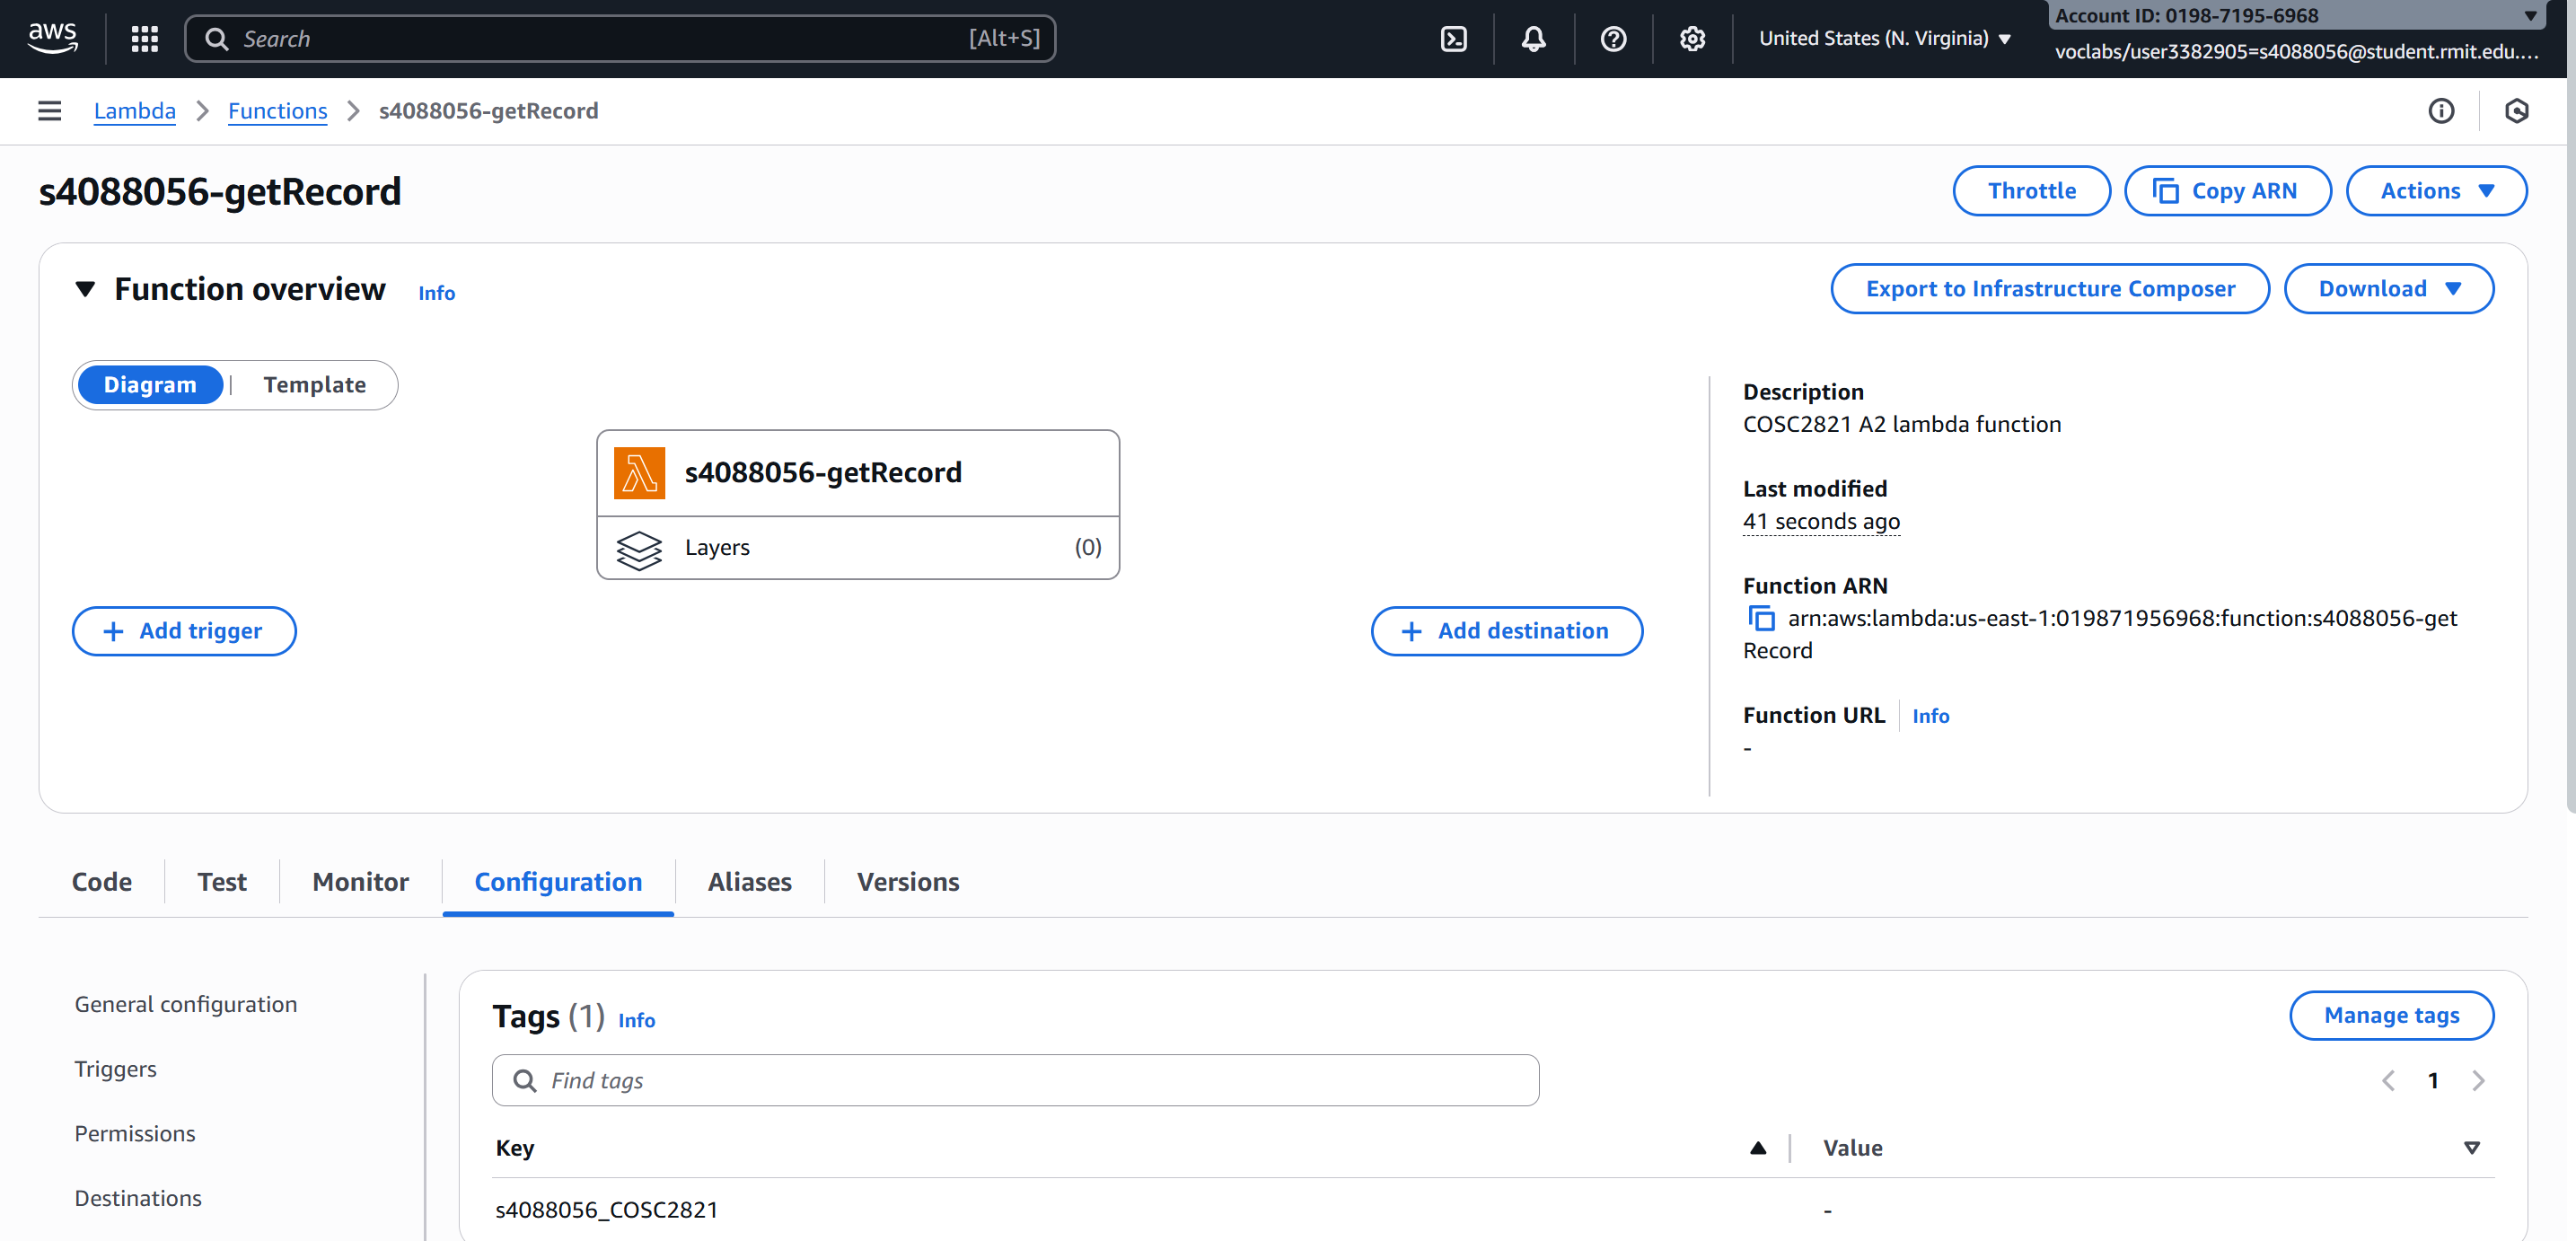 aws
Search
[Alt+S]
United States (N. Virginia)
Account ID: 0198-7195-6968
voclabs/user3382905=s4088056@student.rmit.edu....
Lambda
Functions
s4088056-getRecord
s4088056-getRecord
Throttle
Copy ARN
Actions
Function overview
Info
Export to Infrastructure Composer
Download
Diagram
Template
s4088056-getRecord
Layers
(0)
Add trigger
Add destination
Description
COSC2821 A2 lambda function
Last modified
41 seconds ago
Function ARN
arn:aws:lambda:us-east-1:019871956968:function:s4088056-get
Record
Function URL
Info
-
Code
Test
Monitor
Configuration
Aliases
Versions
General configuration
Triggers
Permissions
Destinations
Tags (1)
Info
Manage tags
Find tags
1
Key
Value
s4088056_COSC2821
-